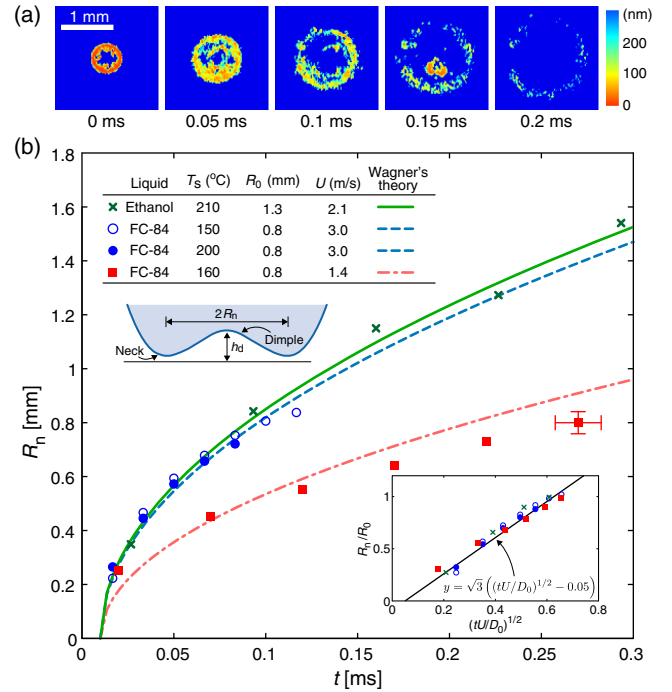 (a)
1 mm
(nm)
200
100
0
0 ms
0.05 ms
0.1 ms
0.15 ms
0.2 ms
(b)
Liquid Tₛ (°C) R₀ (mm) U (m/s) Wagner's theory
Ethanol 210 1.3 2.1
FC-84 150 0.8 3.0
FC-84 200 0.8 3.0
FC-84 160 0.8 1.4
2Rₙ
Neck
h_d
Dimple
Rₙ [mm]
1.8
1.6
1.4
1.2
1.0
0.8
0.6
0.4
0.2
0
0 0.05 0.1 0.15 0.2 0.25 0.3
t [ms]
Rₙ/R₀
1
0.5
0
0 0.2 0.4 0.6 0.8
y = √3 ((tU/D₀)^1/2 − 0.05)
(tU/D₀)^1/2